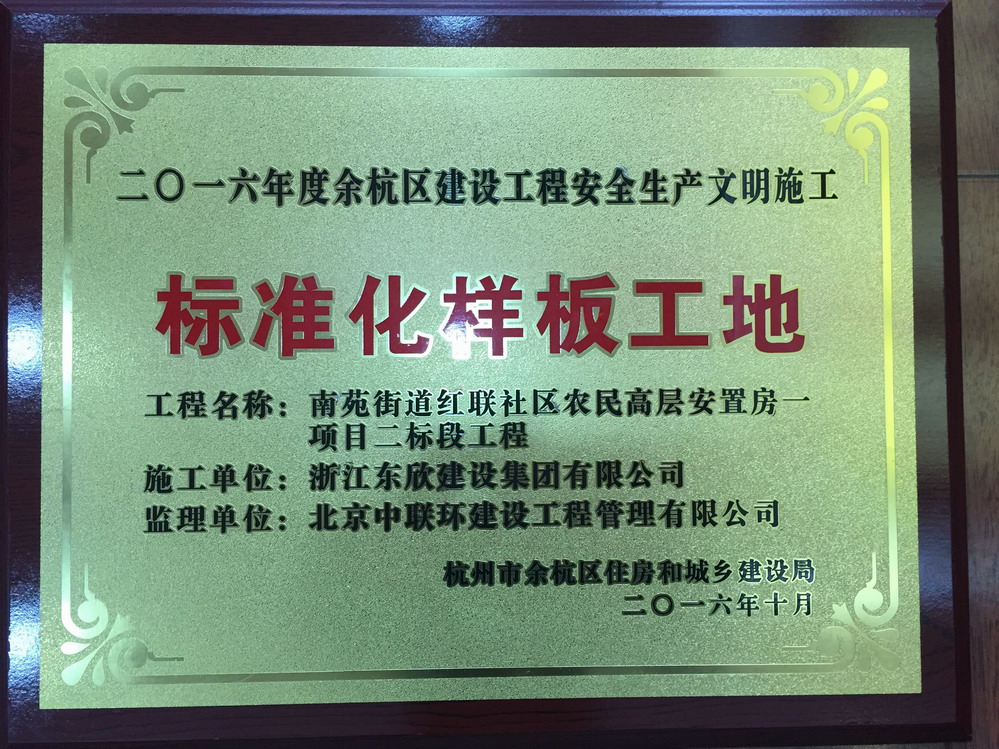 二〇一六年度余杭区建设工程安全生产文明施工
标准化样板工地
工程名称：南苑街道红联社区农民高层安置房一
项目二标段工程
施工单位：浙江东欣建设集团有限公司
监理单位：北京中联环建设工程管理有限公司
杭州市余杭区住房和城乡建设局
二〇一六年十月